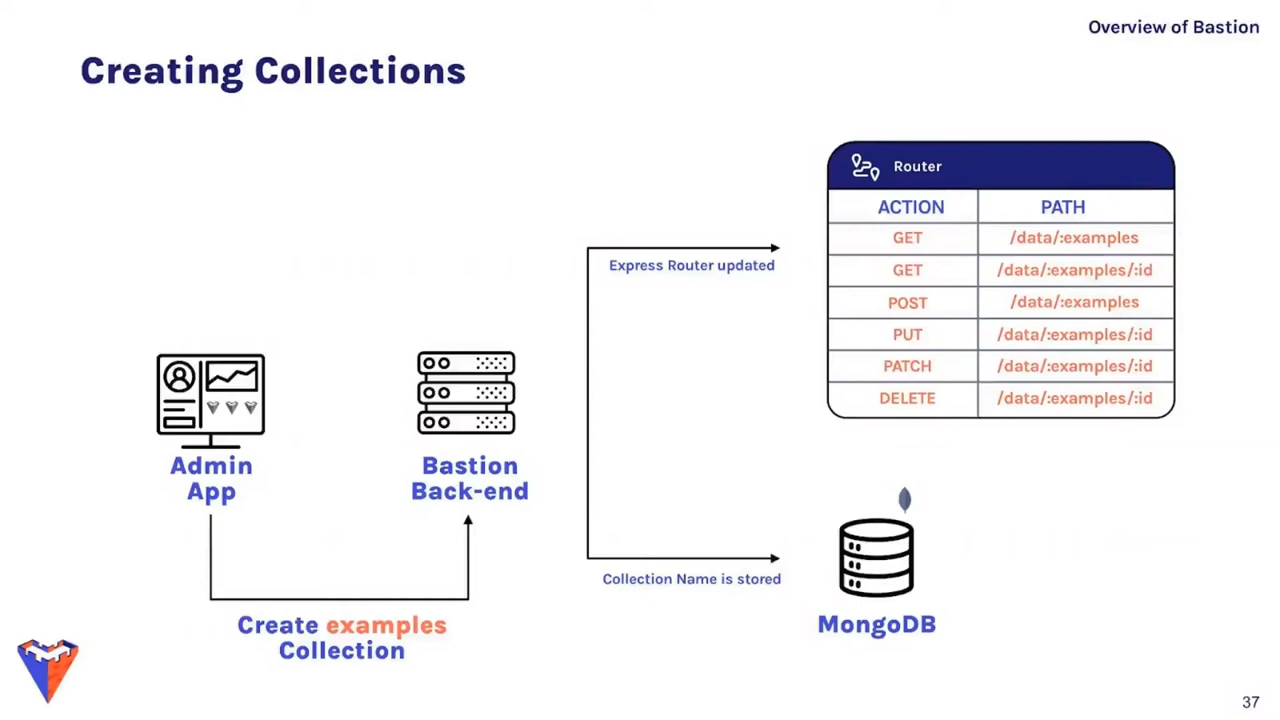 Overview of Bastion
Creating Collections
Router
ACTION PATH
GET /data/:examples
GET /data/:examples/:id
POST /data/:examples
PUT /data/:examples/:id
PATCH /data/:examples/:id
DELETE /data/:examples/:id
Express Router updated
Admin
App
Bastion
Back-end
Collection Name is stored
Create examples
Collection
MongoDB
37